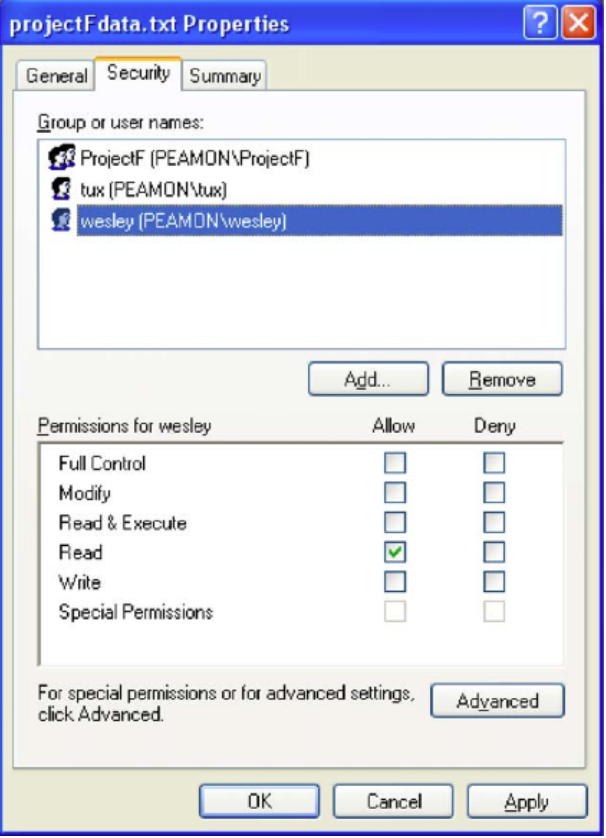 projectFdata.txt Properties
General Security Summary
Group or user names:
ProjectF (PEAMON\ProjectF)
tux (PEAMON\tux)
wesley (PEAMON\wesley)
Add... Remove
Permissions for wesley Allow Deny
Full Control
Modify
Read & Execute
Read
Write
Special Permissions
For special permissions or for advanced settings,
click Advanced.
Advanced
OK Cancel Apply